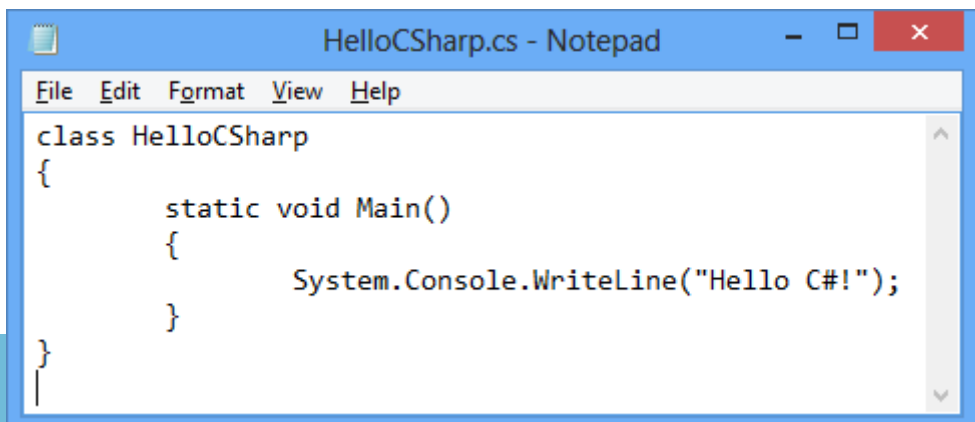 HelloCSharp.cs - Notepad
File Edit Format View Help
class HelloCSharp
{
        static void Main()
        {
                System.Console.WriteLine("Hello C#!");
        }
}